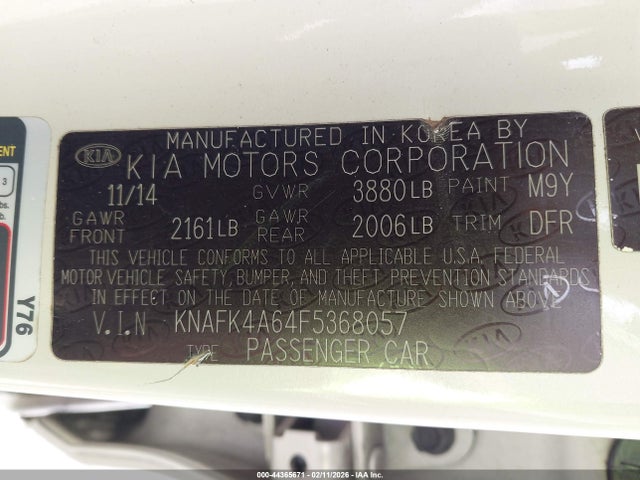 MANUFACTURED IN KOREA BY
KIA KIA MOTORS CORPORATION
11/14 GVWR 3880LB PAINT M9Y
GAWR FRONT 2161LB GAWR REAR 2006LB TRIM DFR
THIS VEHICLE CONFORMS TO ALL APPLICABLE U.S.A. FEDERAL
MOTOR VEHICLE SAFETY, BUMPER, AND THEFT PREVENTION STANDARDS
IN EFFECT ON THE DATE OF MANUFACTURE SHOWN ABOVE
V.I.N KNAFK4A64F5368057
TYPE PASSENGER CAR
Y76
000-44365671 - 02/11/2026 - IAA Inc.